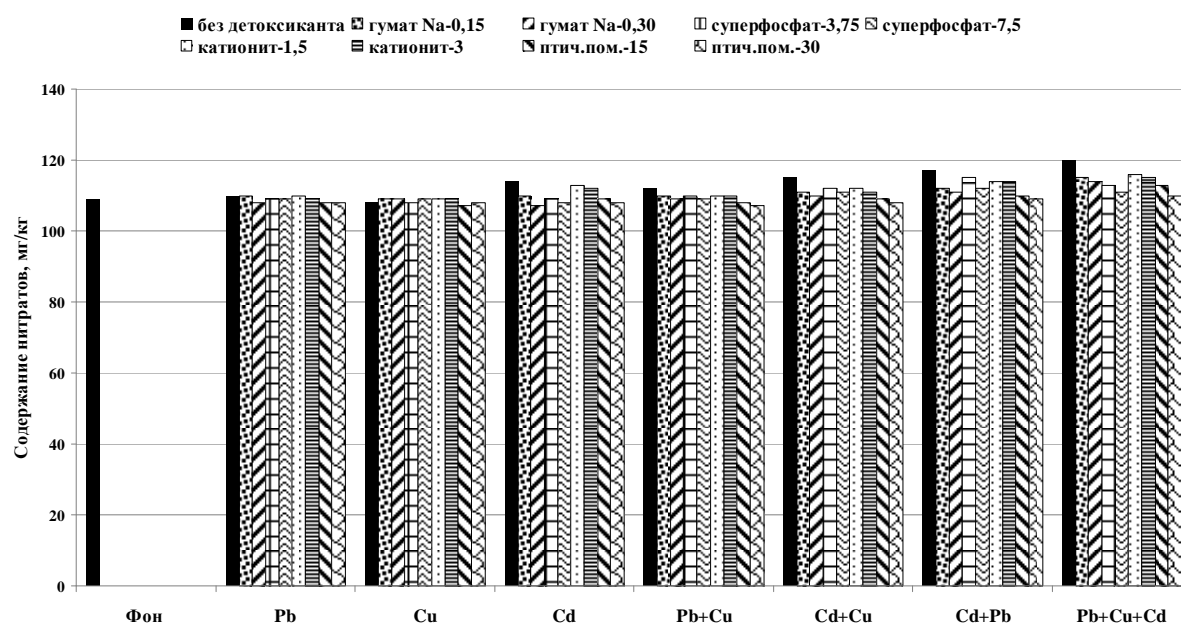 без детоксиканта гумат Na-0,15 гумат Na-0,30 суперфосфат-3,75 суперфосфат-7,5
катионит-1,5 катионит-3 птич.пом.-15 птич.пом.-30
Содержание нитратов, мг/кг
140
120
100
80
60
40
20
0
Фон Pb Cu Cd Pb+Cu Cd+Cu Cd+Pb Pb+Cu+Cd